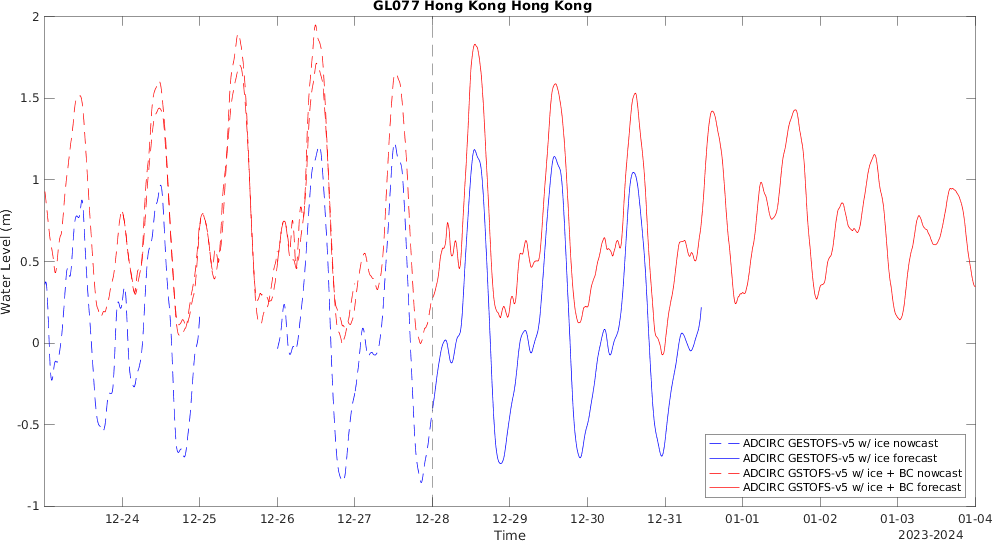 GL077 Hong Kong Hong Kong
Water Level (m)
2
1.5
1
0.5
0
-0.5
-1
ADCIRC GESTOFS-v5 w/ ice nowcast
ADCIRC GESTOFS-v5 w/ ice forecast
ADCIRC GSTOFS-v5 w/ ice + BC nowcast
ADCIRC GSTOFS-v5 w/ ice + BC forecast
12-24 12-25 12-26 12-27 12-28 12-29 12-30 12-31 01-01 01-02 01-03 01-04
Time
2023-2024